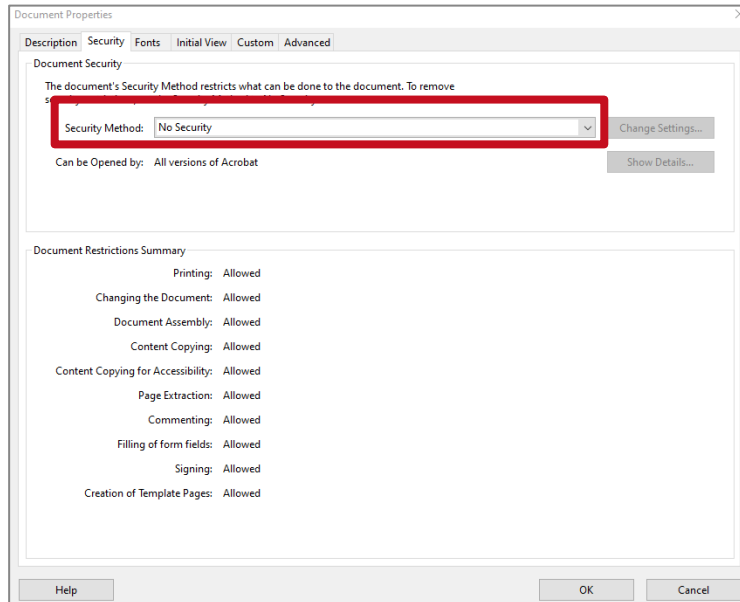 Document Properties
Description Security Fonts Initial View Custom Advanced
Document Security
The document's Security Method restricts what can be done to the document. To remove
Security Method: No Security Change Settings...
Can be Opened by: All versions of Acrobat Show Details...
Document Restrictions Summary
Printing: Allowed
Changing the Document: Allowed
Document Assembly: Allowed
Content Copying: Allowed
Content Copying for Accessibility: Allowed
Page Extraction: Allowed
Commenting: Allowed
Filling of form fields: Allowed
Signing: Allowed
Creation of Template Pages: Allowed
Help OK Cancel